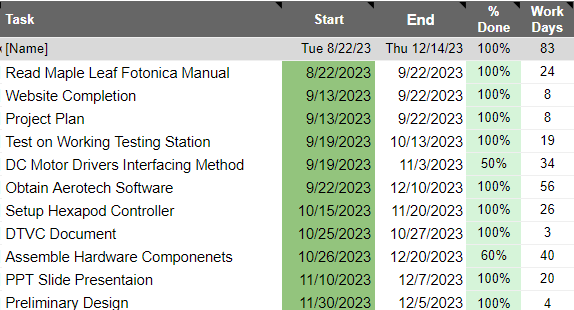 Task Start End % Done Work Days
[Name] Tue 8/22/23 Thu 12/14/23 100% 83
Read Maple Leaf Fotonica Manual 8/22/2023 9/22/2023 100% 24
Website Completion 9/13/2023 9/22/2023 100% 8
Project Plan 9/13/2023 9/22/2023 100% 8
Test on Working Testing Station 9/19/2023 10/13/2023 100% 19
DC Motor Drivers Interfacing Method 9/19/2023 11/3/2023 50% 34
Obtain Aerotech Software 9/22/2023 12/10/2023 100% 56
Setup Hexapod Controller 10/15/2023 11/20/2023 100% 26
DTVC Document 10/25/2023 10/27/2023 100% 3
Assemble Hardware Componenets 10/26/2023 12/20/2023 60% 40
PPT Slide Presentaion 11/10/2023 12/7/2023 100% 20
Preliminary Design 11/30/2023 12/5/2023 100% 4